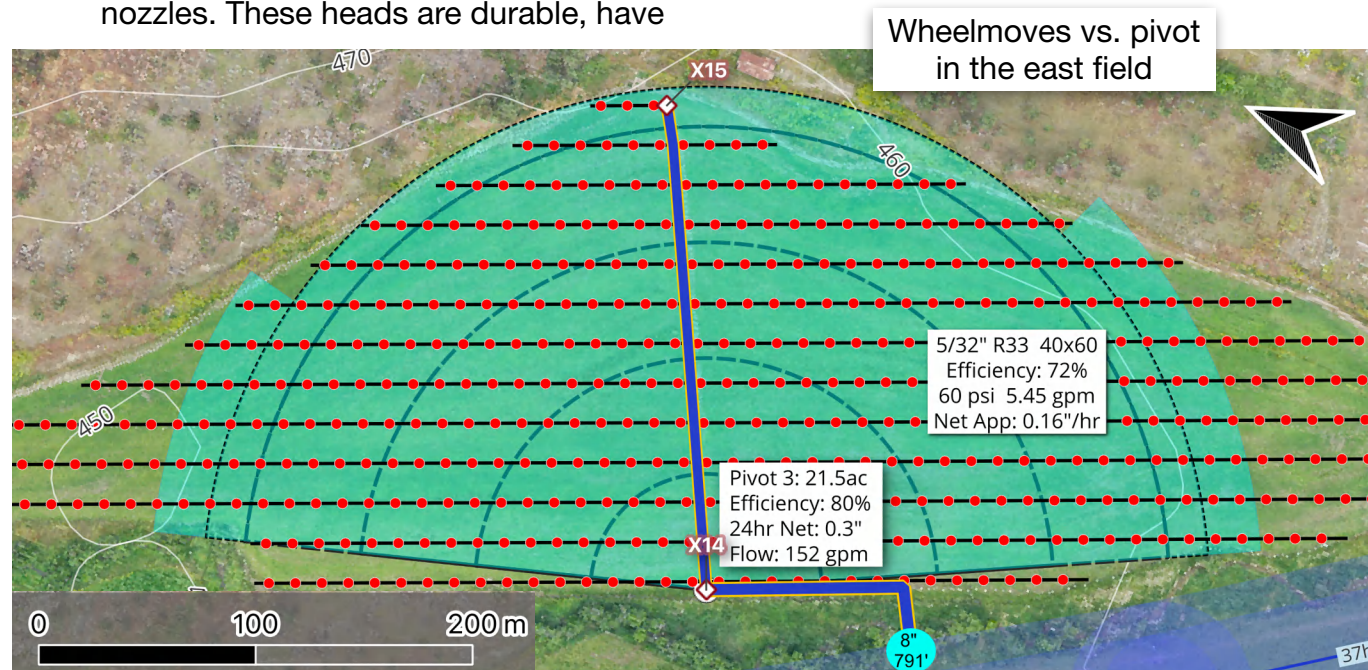 nozzles. These heads are durable, have
Wheelmoves vs. pivot
in the east field
470
X15
460
5/32" R33 40x60
Efficiency: 72%
60 psi 5.45 gpm
Net App: 0.16"/hr
450
Pivot 3: 21.5ac
Efficiency: 80%
24hr Net: 0.3"
Flow: 152 gpm
X14
0
100
200 m
8"
791'